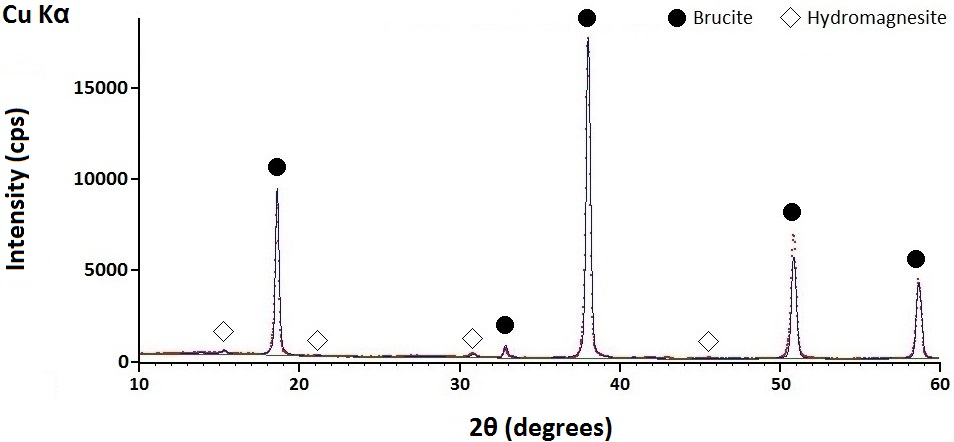 Cu Kα
Brucite
Hydromagnesite
Intensity (cps)
15000
10000
5000
0
10 20 30 40 50 60
2θ (degrees)